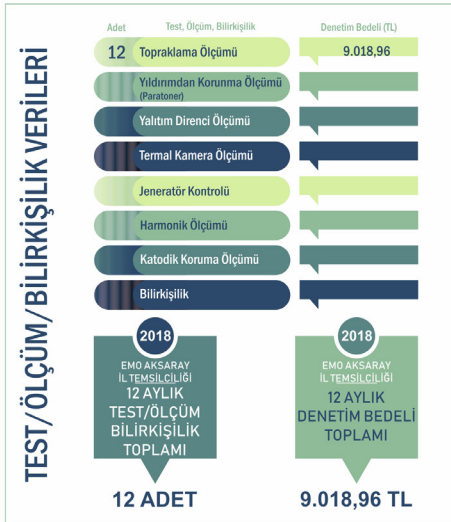 TEST/ÖLÇÜM/BİLİRKİŞİLİK VERİLERİ
Adet Test, Ölçüm, Bilirkişilik Denetim Bedeli (TL)
12 Topraklama Ölçümü 9.018,96
Yıldırımdan Korunma Ölçümü
(Paratoner)
Yalıtım Direnci Ölçümü
Termal Kamera Ölçümü
Jeneratör Kontrolü
Harmonik Ölçümü
Katodik Koruma Ölçümü
Bilirkişilik
2018
EMO AKSARAY
İL TEMSİLCİLİĞİ
12 AYLIK
TEST/ÖLÇÜM
BİLİRKİŞİLİK
TOPLAMI
12 ADET
2018
EMO AKSARAY
İL TEMSİLCİLİĞİ
12 AYLIK
DENETİM BEDELİ
TOPLAMI
9.018,96 TL